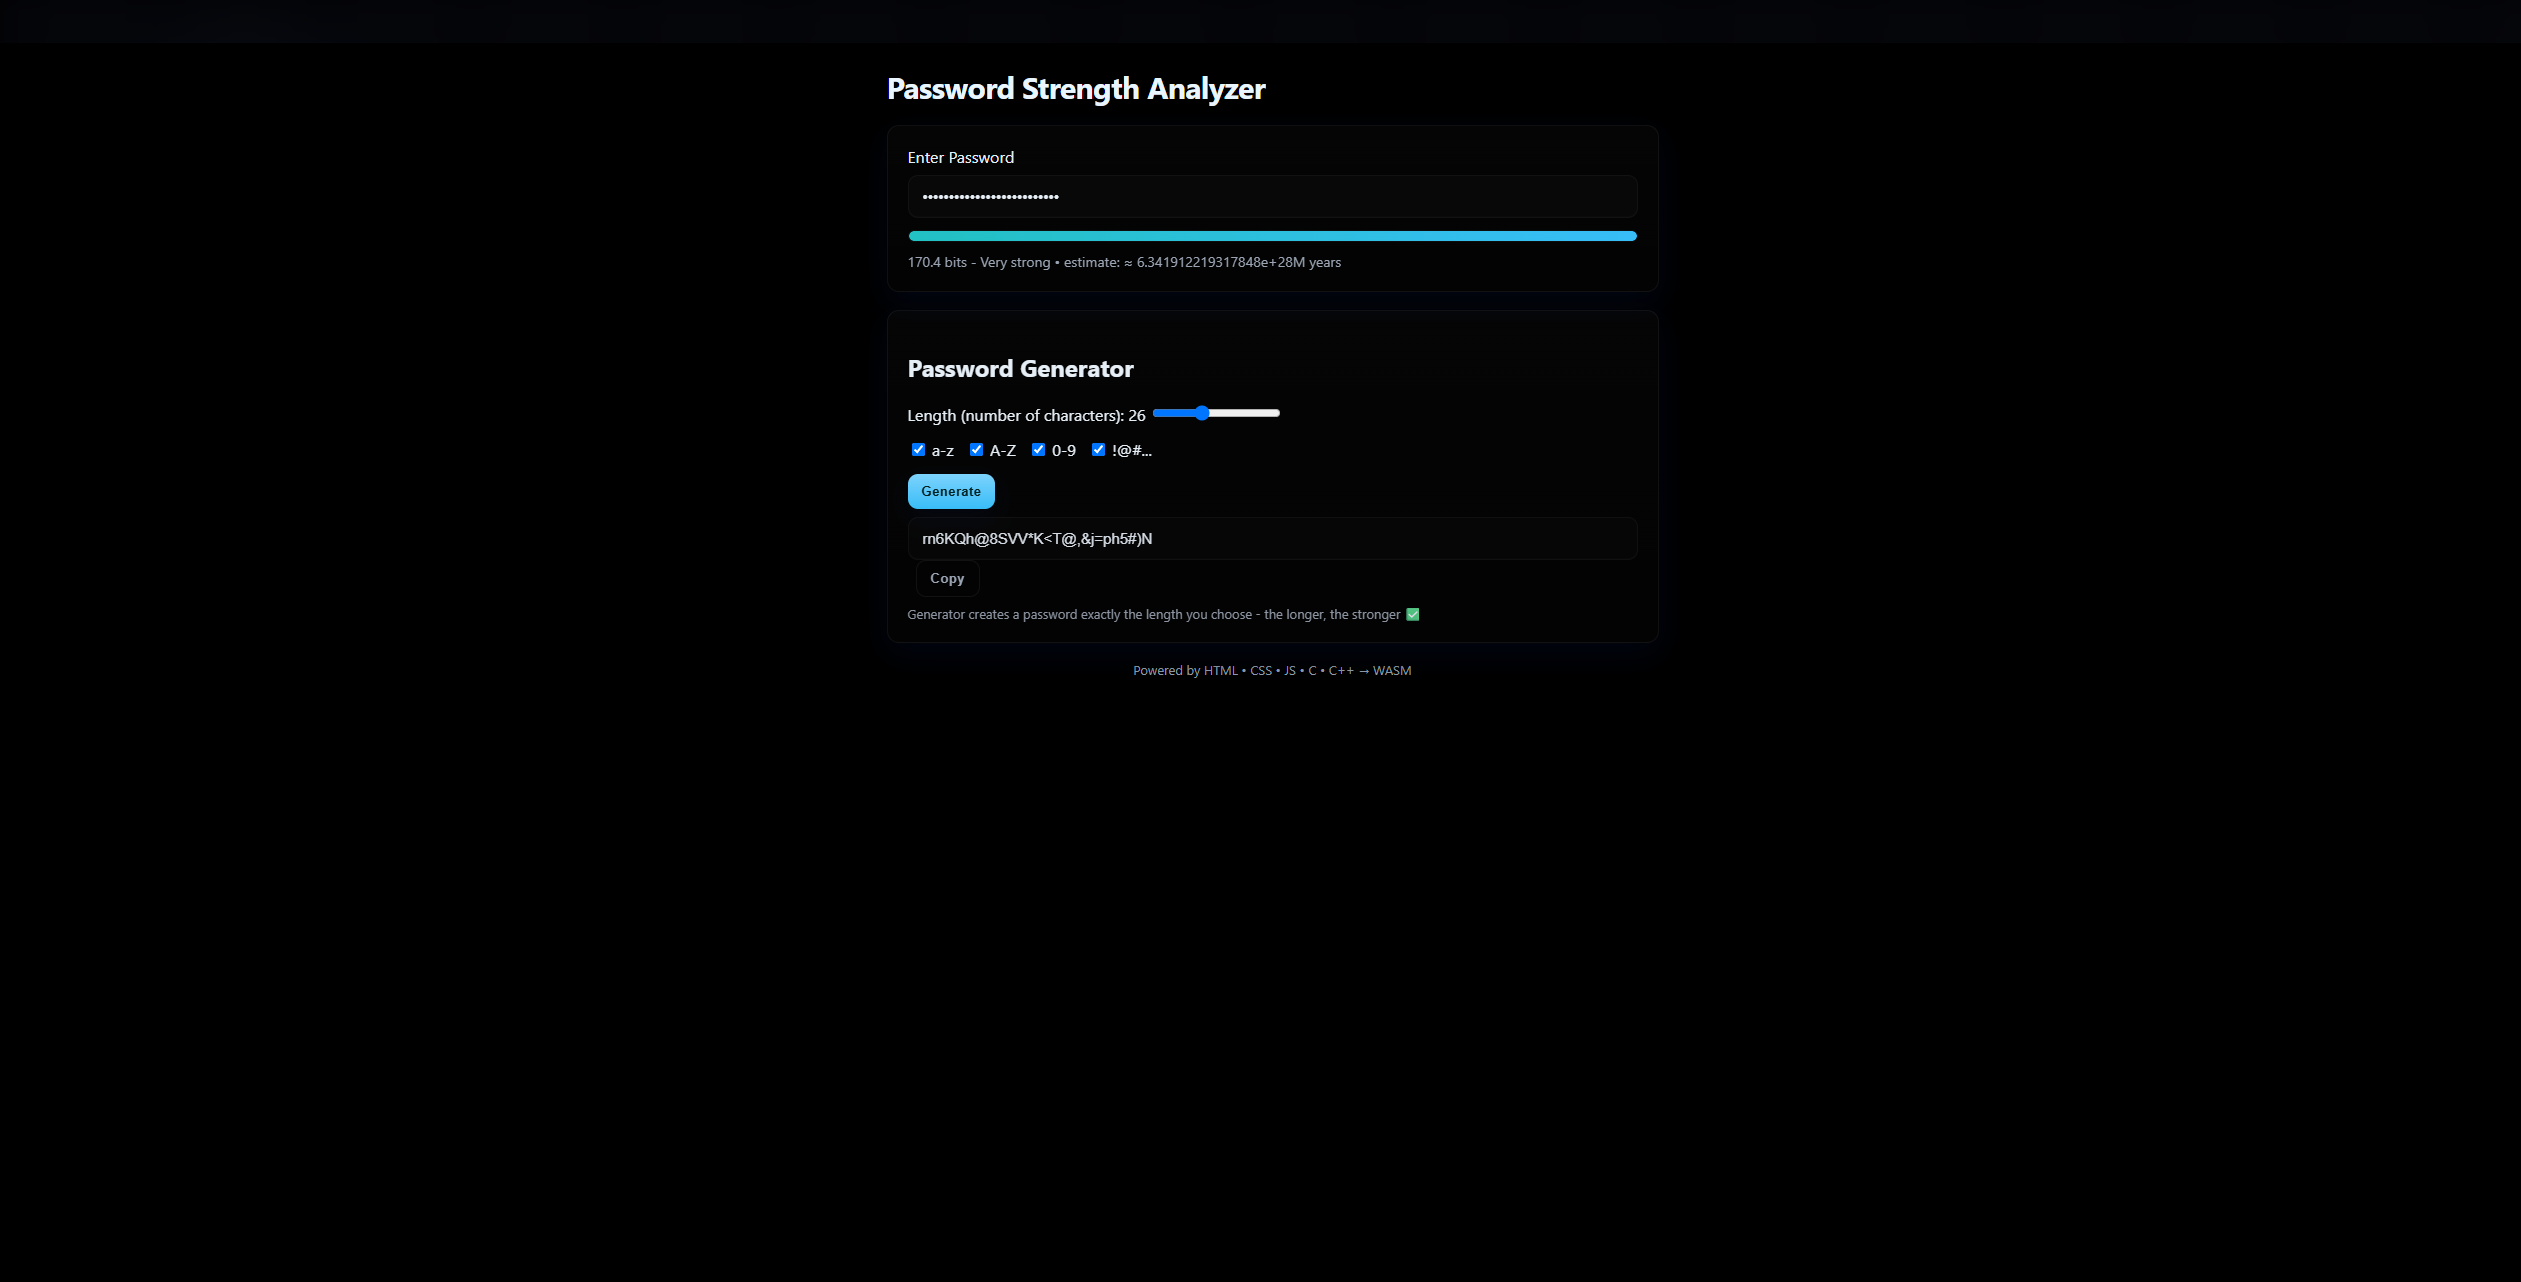 Password Strength Analyzer
Enter Password
••••••••••••••••••••••••••
170.4 bits - Very strong • estimate: ≈ 6.341912219317848e+28M years
Password Generator
Length (number of characters): 26
a-z A-Z 0-9 !@#...
Generate
rn6KQh@8SVV*K<T@,&j=ph5#)N
Copy
Generator creates a password exactly the length you choose - the longer, the stronger ✅
Powered by HTML • CSS • JS • C • C++ → WASM